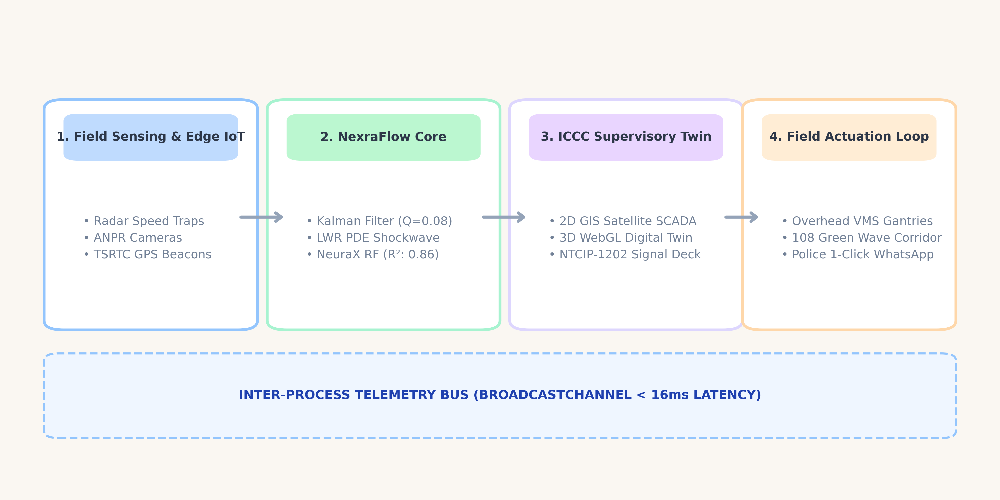 1. Field Sensing & Edge IoT
• Radar Speed Traps
• ANPR Cameras
• TSRTC GPS Beacons
2. NexraFlow Core
• Kalman Filter (Q=0.08)
• LWR PDE Shockwave
• NeuraX RF (R²: 0.86)
3. ICCC Supervisory Twin
• 2D GIS Satellite SCADA
• 3D WebGL Digital Twin
• NTCIP-1202 Signal Deck
4. Field Actuation Loop
• Overhead VMS Gantries
• 108 Green Wave Corridor
• Police 1-Click WhatsApp
INTER-PROCESS TELEMETRY BUS (BROADCASTCHANNEL < 16ms LATENCY)